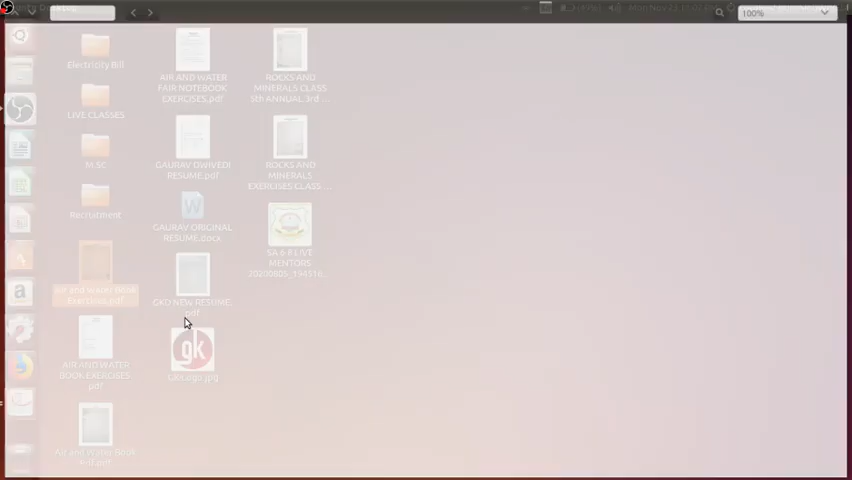 100%
Electricity Bill
LIVE CLASSES
M.SC
Recruitment
Air and Water Book
Exercises.pdf
AIR AND WATER
BOOK EXERCISES
pdf
Air and Water Book
AIR AND WATER
FAIR NOTEBOOK
EXERCISES.pdf
GAURAV DWIVEDI
RESUME.pdf
GAURAV ORIGINAL
RESUME.docx
GKD NEW RESUME.
pdf
gk
ROCKS AND
MINERALS CLASS
5th ANNUAL 3rd ...
ROCKS AND
MINERALS
EXERCISES CLASS ...
SA 6 8 LIVE
MENTORS